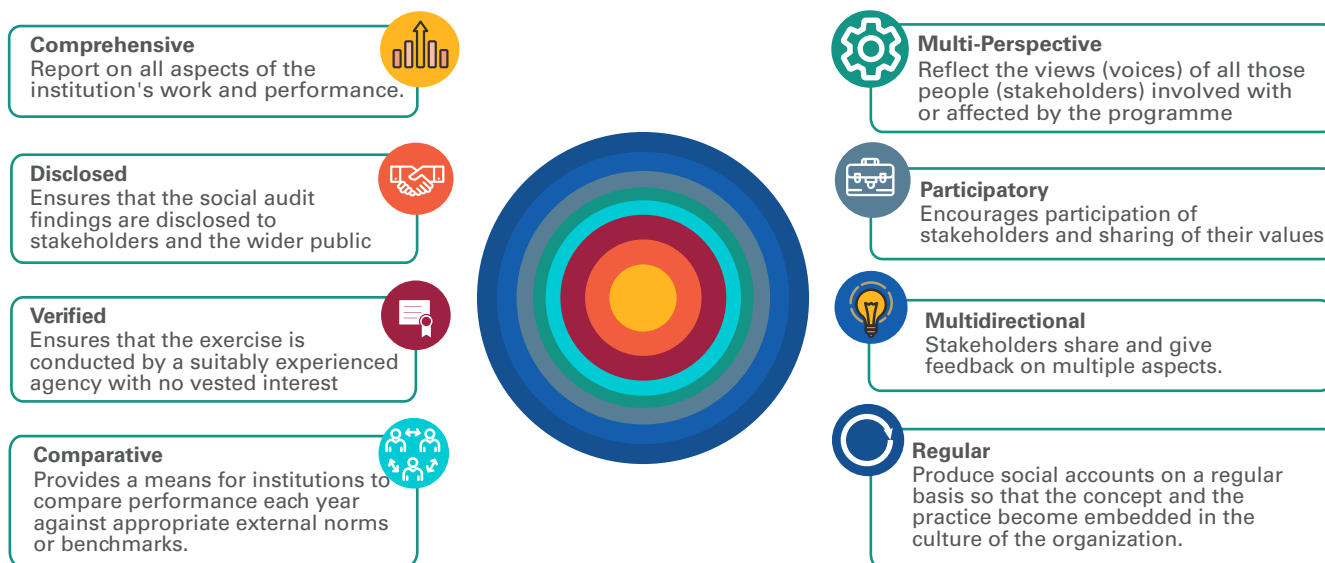 Comprehensive
Report on all aspects of the
institution's work and performance.
Disclosed
Ensures that the social audit
findings are disclosed to
stakeholders and the wider public
Verified
Ensures that the exercise is
conducted by a suitably experienced
agency with no vested interest
Comparative
Provides a means for institutions to
compare performance each year
against appropriate external norms
or benchmarks.
Multi-Perspective
Reflect the views (voices) of all those
people (stakeholders) involved with
or affected by the programme
Participatory
Encourages participation of
stakeholders and sharing of their values
Multidirectional
Stakeholders share and give
feedback on multiple aspects.
Regular
Produce social accounts on a regular
basis so that the concept and the
practice become embedded in the
culture of the organization.